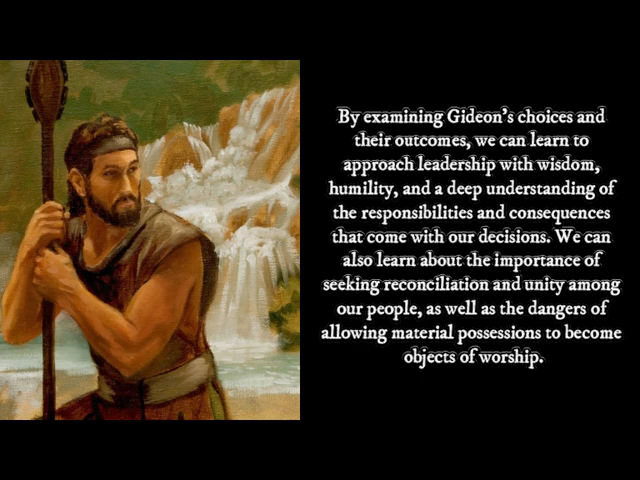 By examining Gideon's choices and
their outcomes, we can learn to
approach leadership with wisdom,
humility, and a deep understanding of
the responsibilities and consequences
that come with our decisions. We can
also learn about the importance of
seeking reconciliation and unity among
our people, as well as the dangers of
allowing material possessions to become
objects of worship.